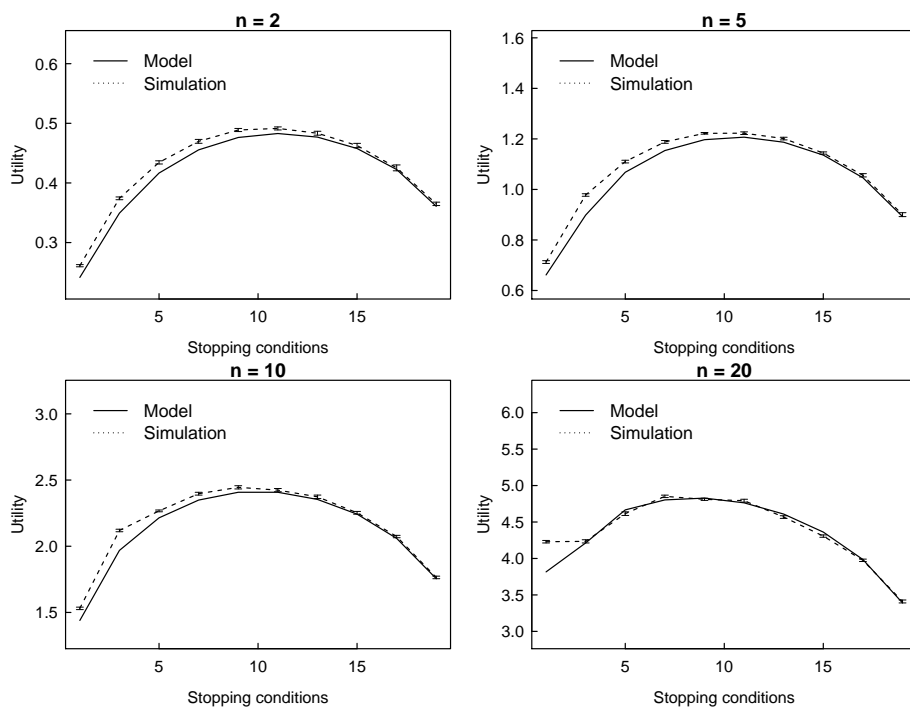 n = 2
Model
Simulation
0.6
0.5
0.4
0.3
Utility
5
10
15
Stopping conditions
n = 5
Model
Simulation
1.6
1.4
1.2
1.0
0.8
0.6
Utility
5
10
15
Stopping conditions
n = 10
Model
Simulation
3.0
2.5
2.0
1.5
Utility
5
10
15
Stopping conditions
n = 20
Model
Simulation
6.0
5.5
5.0
4.5
4.0
3.5
3.0
Utility
5
10
15
Stopping conditions